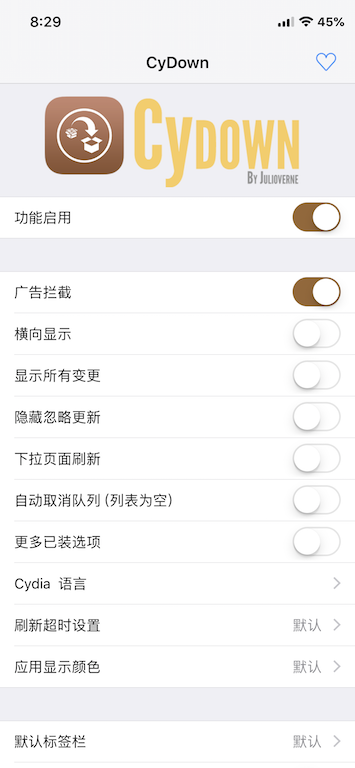 8:29
45%
CyDown
CYDOWN
BY JULIOVERNE
功能启用
广告拦截
横向显示
显示所有变更
隐藏忽略更新
下拉页面刷新
自动取消队列 (列表为空)
更多已装选项
Cydia 语言
刷新超时设置 默认
应用显示颜色 默认
默认标签栏 默认